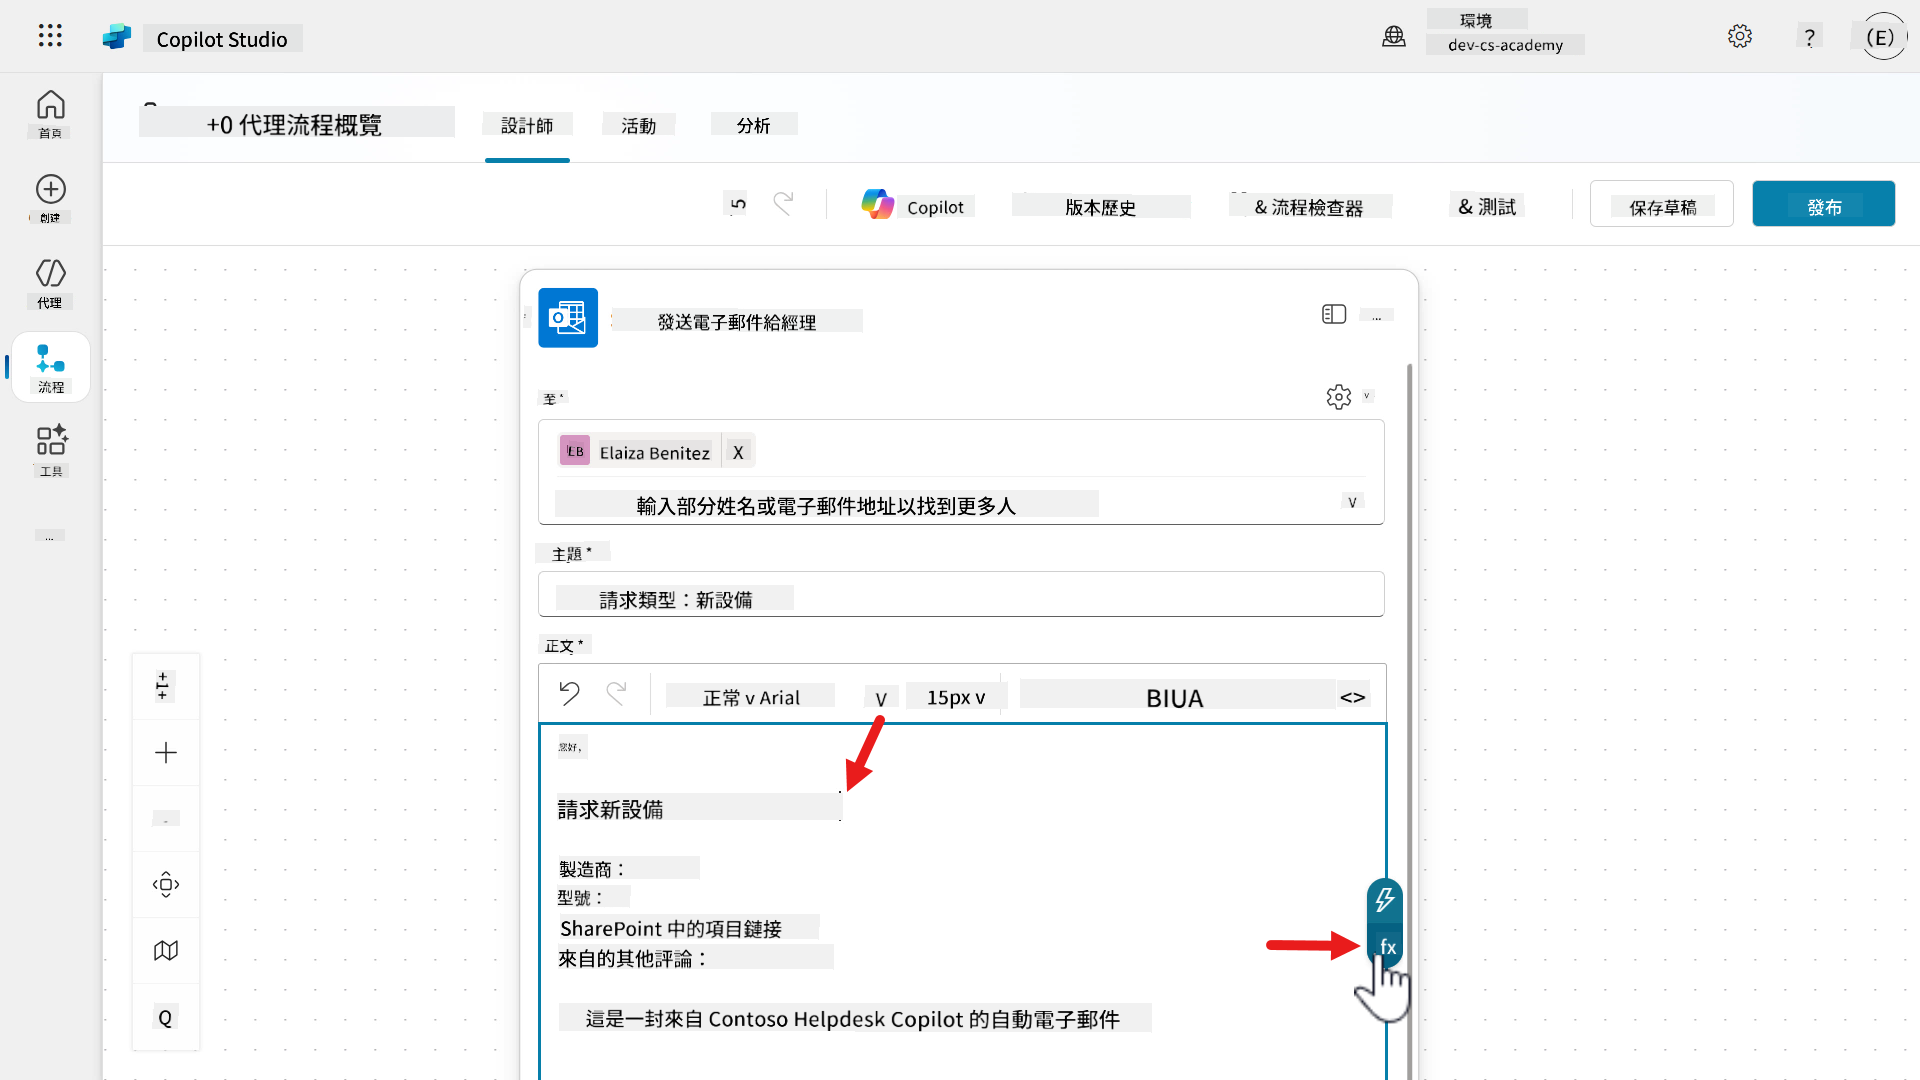 Copilot Studio
環境
dev-cs-academy
?
(E)
首頁
+0 代理流程概覽
設計師
活動
分析
創建
5
Copilot
版本歷史
& 流程檢查器
& 測試
保存草稿
發布
代理
發送電子郵件給經理
...
流程
至*
v
EB
Elaiza Benitez
X
工具
輸入部分姓名或電子郵件地址以找到更多人
V
...
主題 *
請求類型：新設備
正文 *
正常 v Arial
V
15px v
BIUA
<>
您好，
請求新設備
製造商：
型號：
SharePoint 中的項目鏈接
fx
來自的其他評論：
Q
這是一封來自 Contoso Helpdesk Copilot 的自動電子郵件